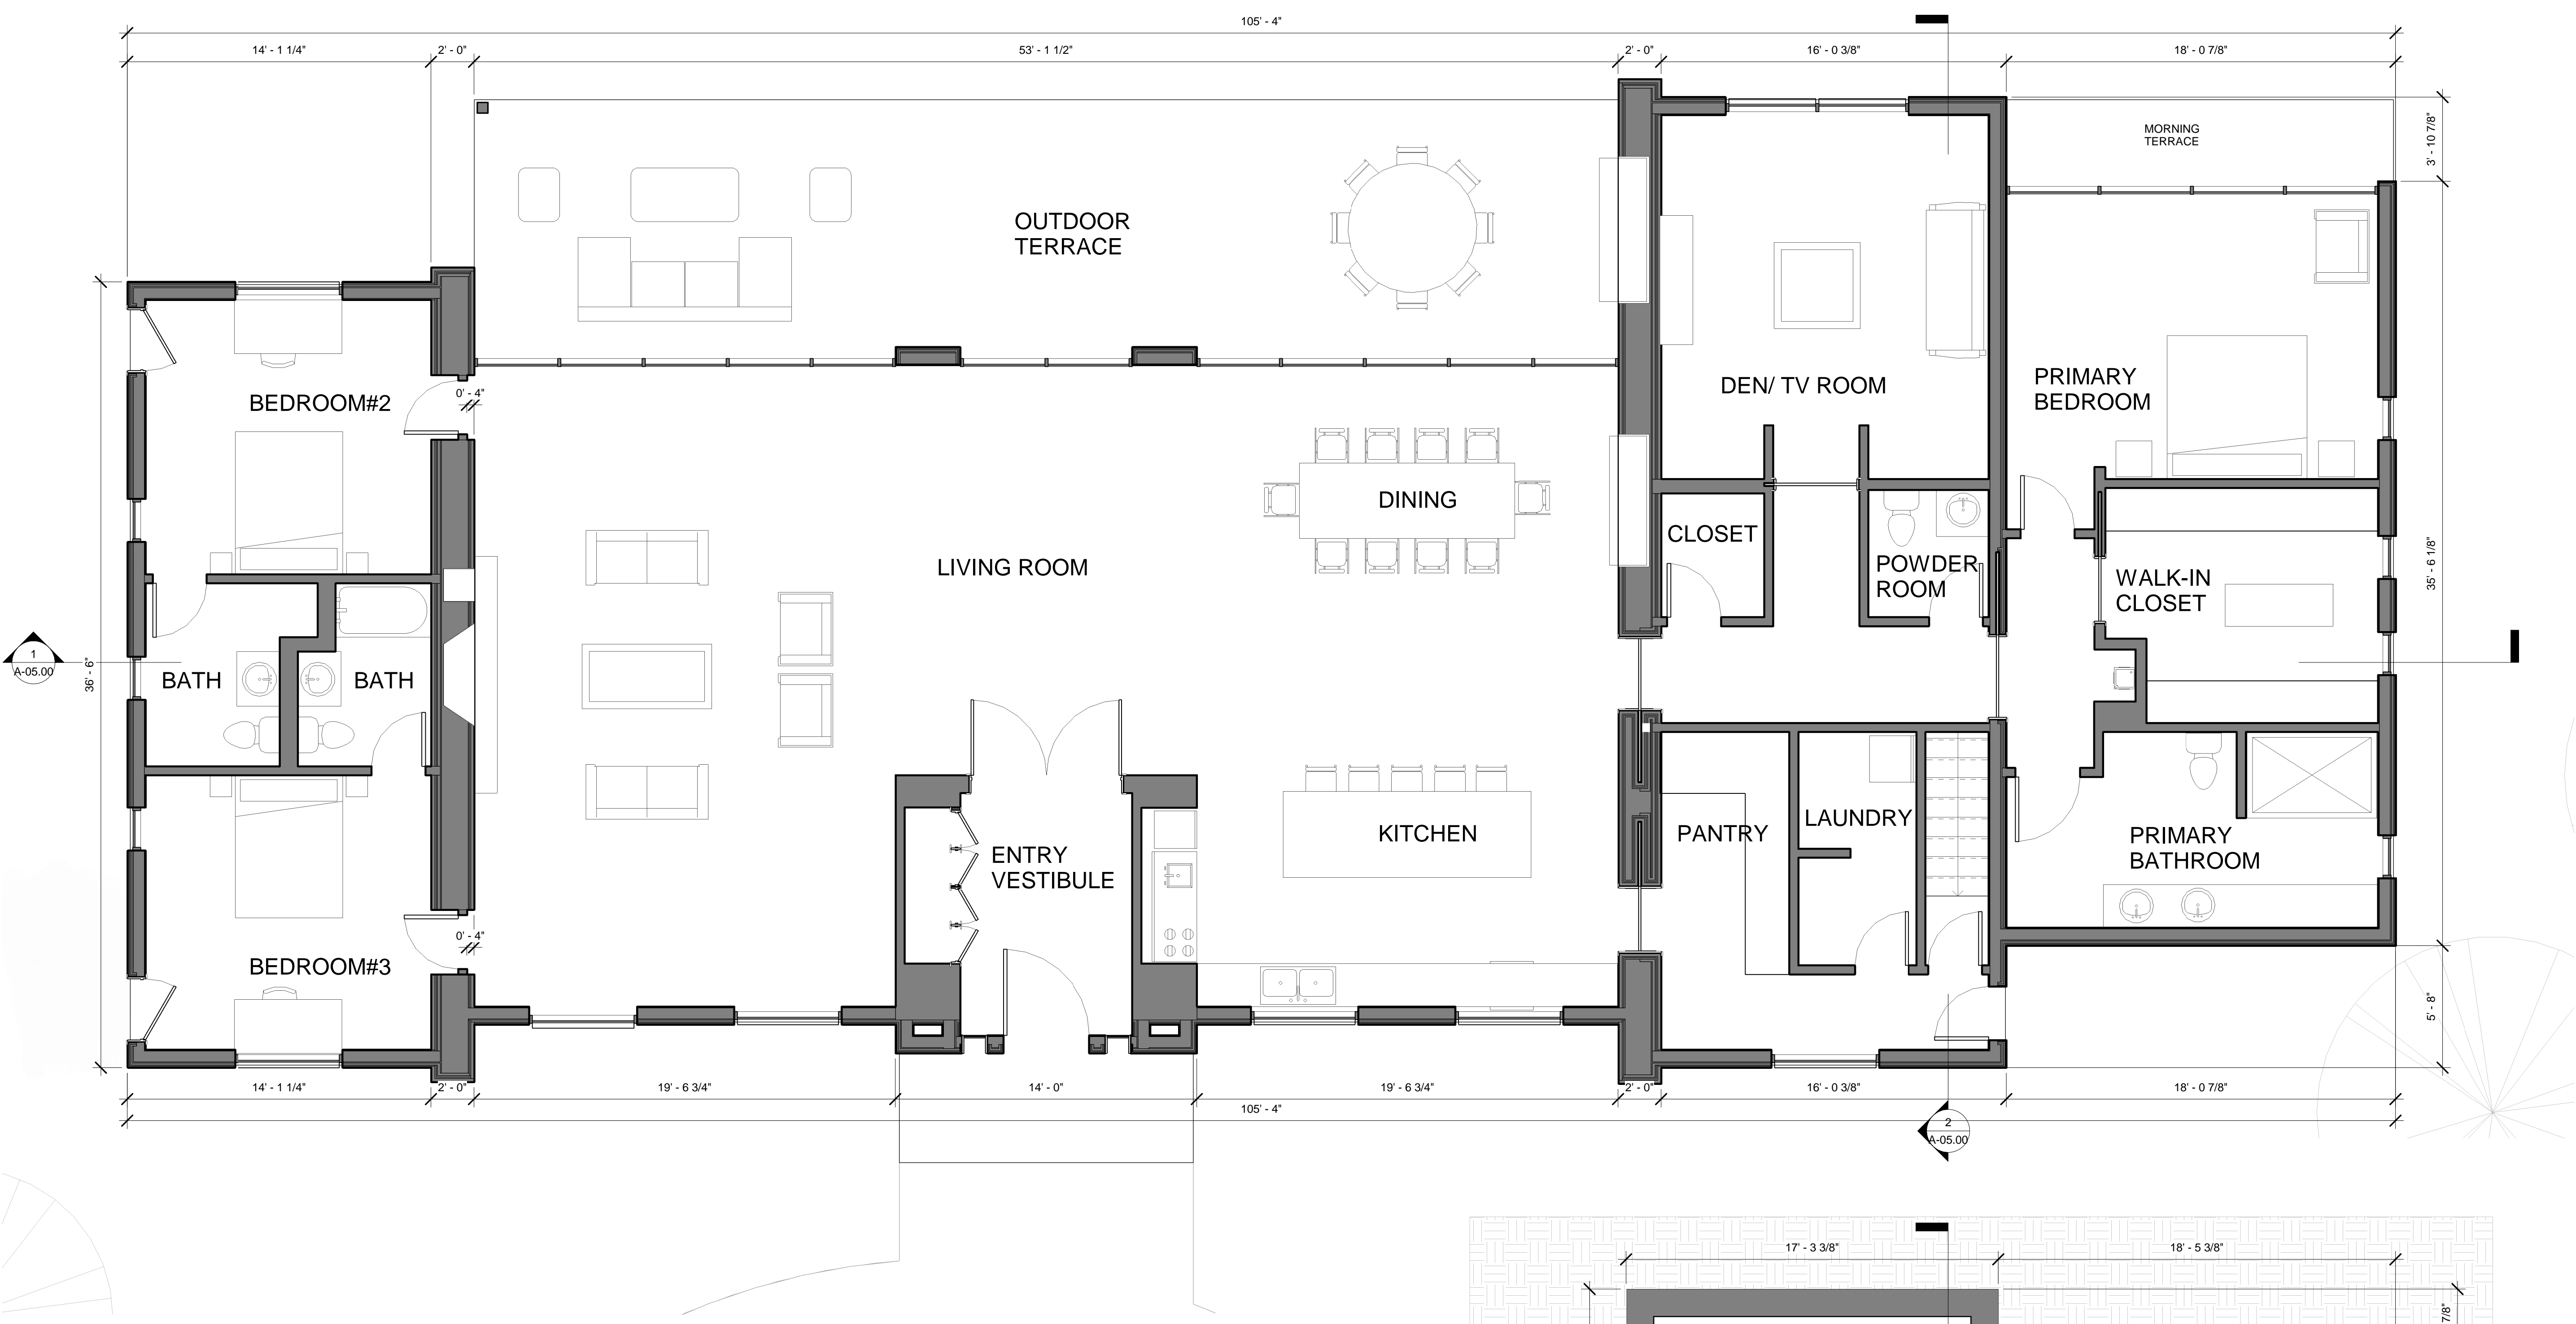 105' - 4"
14' - 1 1/4"
2' - 0"
53' - 1 1/2"
2' - 0"
16' - 0 3/8"
18' - 0 7/8"
MORNING
TERRACE
3' - 10 7/8"
OUTDOOR
TERRACE
DEN/ TV ROOM
PRIMARY
BEDROOM
0' - 4"
BEDROOM#2
DINING
CLOSET
LIVING ROOM
POWDER
ROOM
WALK-IN
CLOSET
35' - 6 1/8"
1
A-05.00
36' - 6"
BATH
BATH
LAUNDRY
PANTRY
KITCHEN
PRIMARY
BATHROOM
ENTRY
VESTIBULE
0' - 4"
BEDROOM#3
5' - 8"
14' - 1 1/4"
2' - 0"
19' - 6 3/4"
14' - 0"
19' - 6 3/4"
2' - 0"
16' - 0 3/8"
18' - 0 7/8"
105' - 4"
2
A-05.00
17' - 3 3/8"
18' - 5 3/8"
7/8"